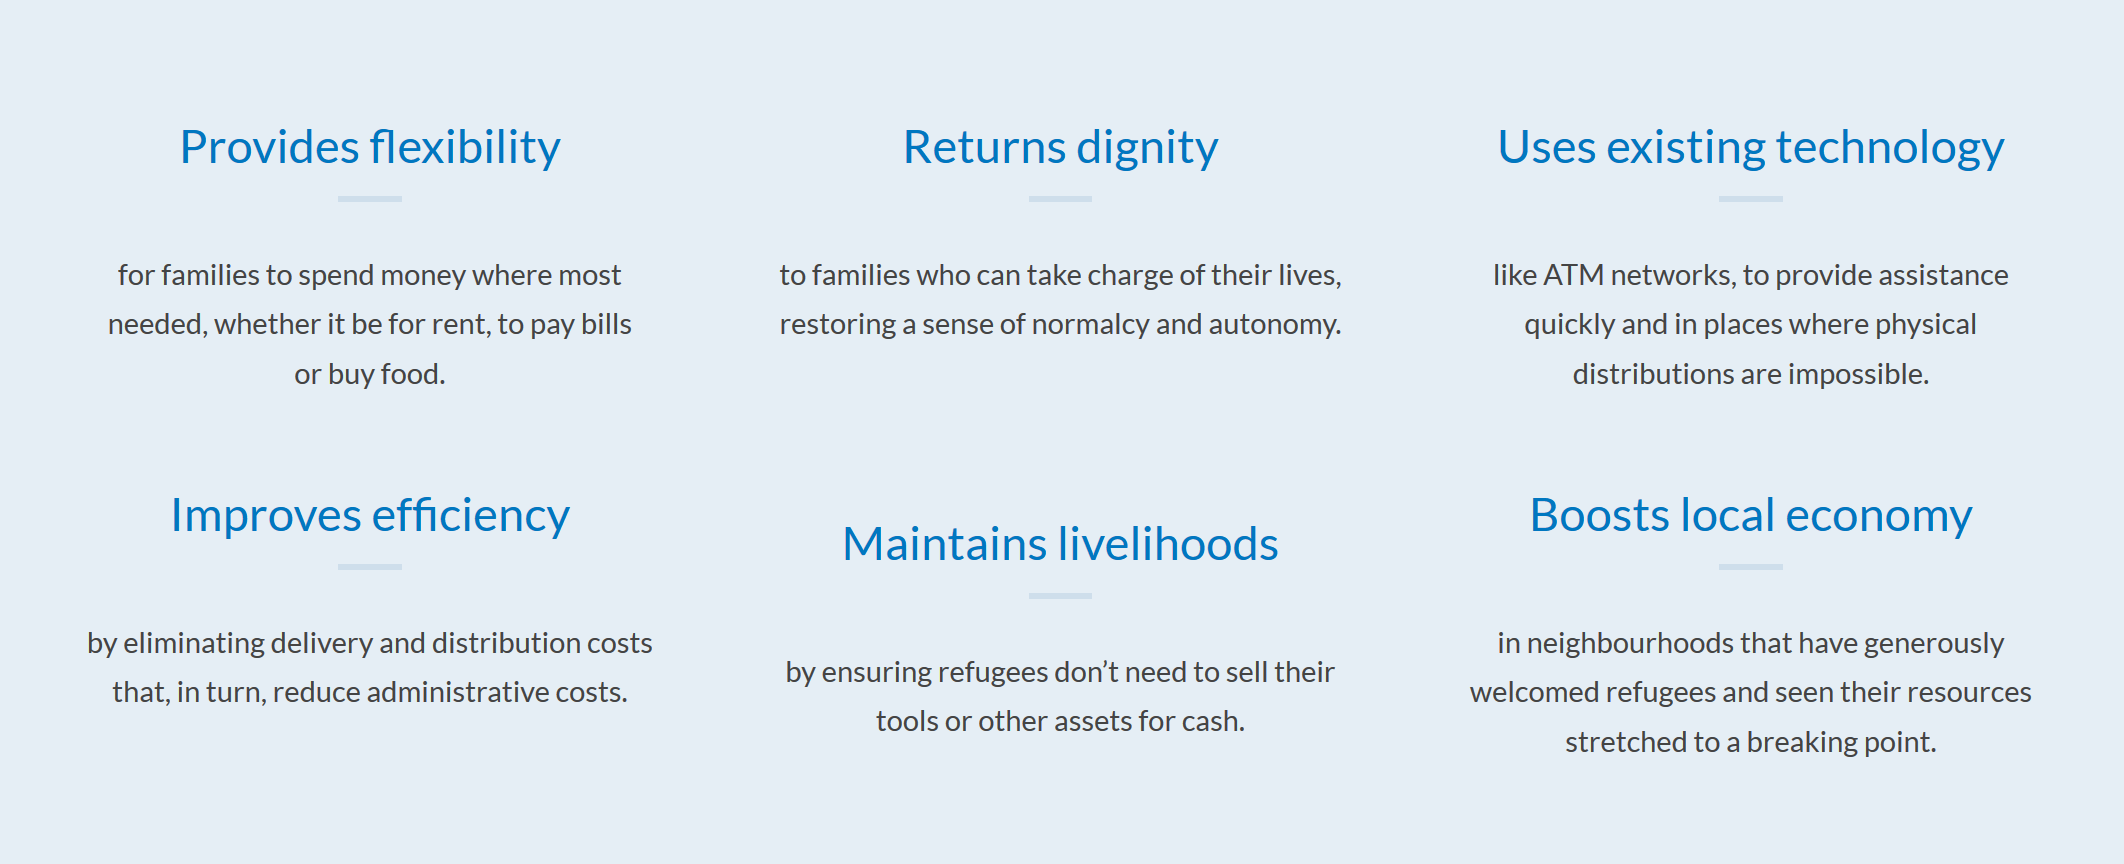 Provides flexibility
for families to spend money where most
needed, whether it be for rent, to pay bills
or buy food.
Returns dignity
to families who can take charge of their lives,
restoring a sense of normalcy and autonomy.
Uses existing technology
like ATM networks, to provide assistance
quickly and in places where physical
distributions are impossible.
Improves efficiency
by eliminating delivery and distribution costs
that, in turn, reduce administrative costs.
Maintains livelihoods
by ensuring refugees don’t need to sell their
tools or other assets for cash.
Boosts local economy
in neighbourhoods that have generously
welcomed refugees and seen their resources
stretched to a breaking point.